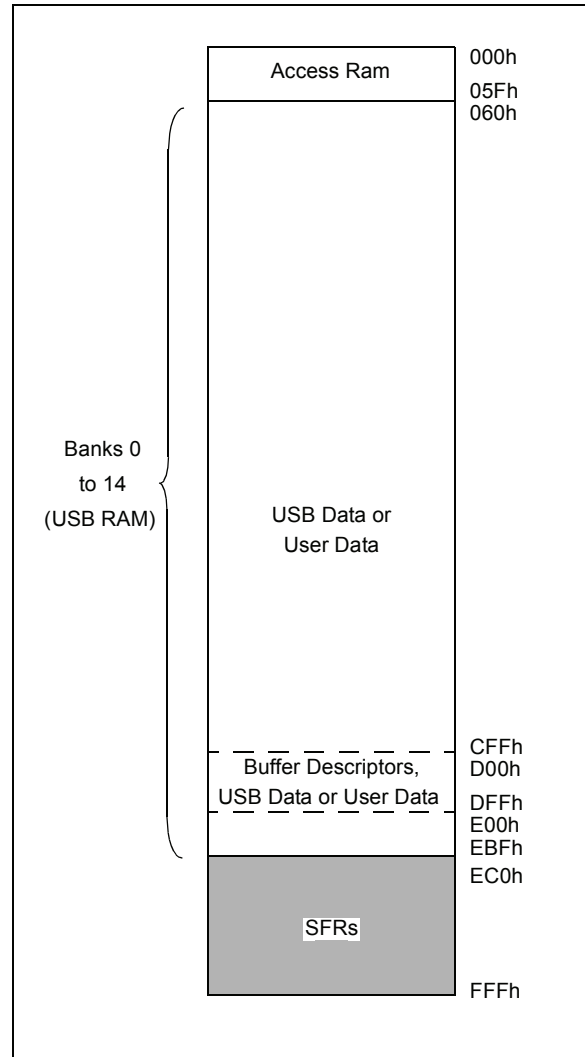 Access Ram
000h
05Fh
060h
Banks 0
to 14
(USB RAM)
USB Data or
User Data
CFFh
D00h
Buffer Descriptors,
USB Data or User Data
DFFh
E00h
EBFh
EC0h
SFRs
FFFh